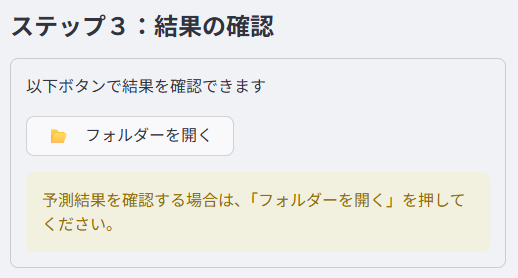 ステップ３：結果の確認
以下ボタンで結果を確認できます
フォルダーを開く
予測結果を確認する場合は、「フォルダーを開く」を押して
ください。